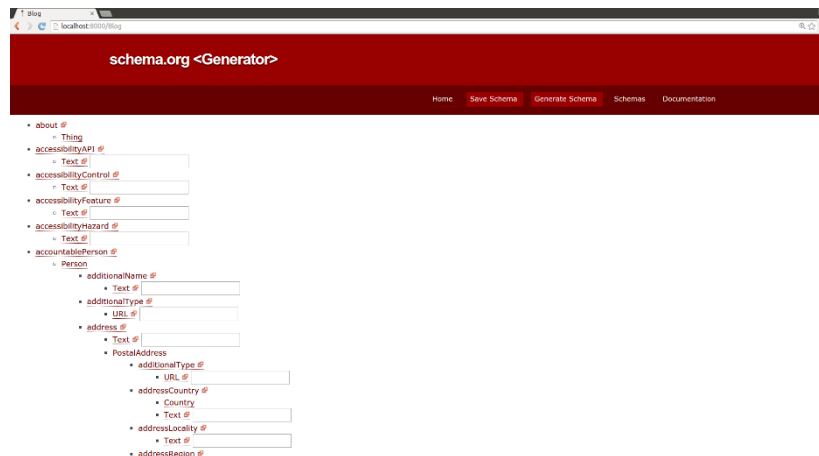 Blog
localhost:8000/Blog
schema.org <Generator>
Home Save Schema Generate Schema Schemas Documentation
about
Thing
accessibilityAPI
Text
accessibilityControl
Text
accessibilityFeature
Text
accessibilityHazard
Text
accountablePerson
Person
additionalName
Text
additionalType
URL
address
Text
PostalAddress
additionalType
URL
addressCountry
Country
Text
addressLocality
Text
addressRegion